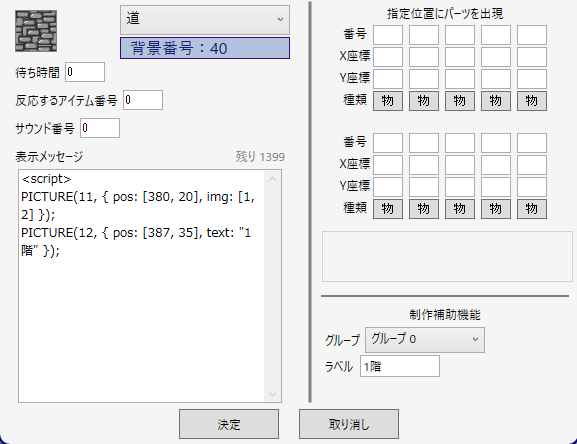 道
背景番号：40
待ち時間 0
反応するアイテム番号 0
サウンド番号 0
表示メッセージ 残り 1399
<script>
PICTURE(11, { pos: [380, 20], img: [1,
2] });
PICTURE(12, { pos: [387, 35], text: "1
階" });
指定位置にパーツを出現
番号
X座標
Y座標
種類 物 物 物 物 物
番号
X座標
Y座標
種類 物 物 物 物 物
制作補助機能
グループ グループ 0
ラベル 1階
決定 取り消し